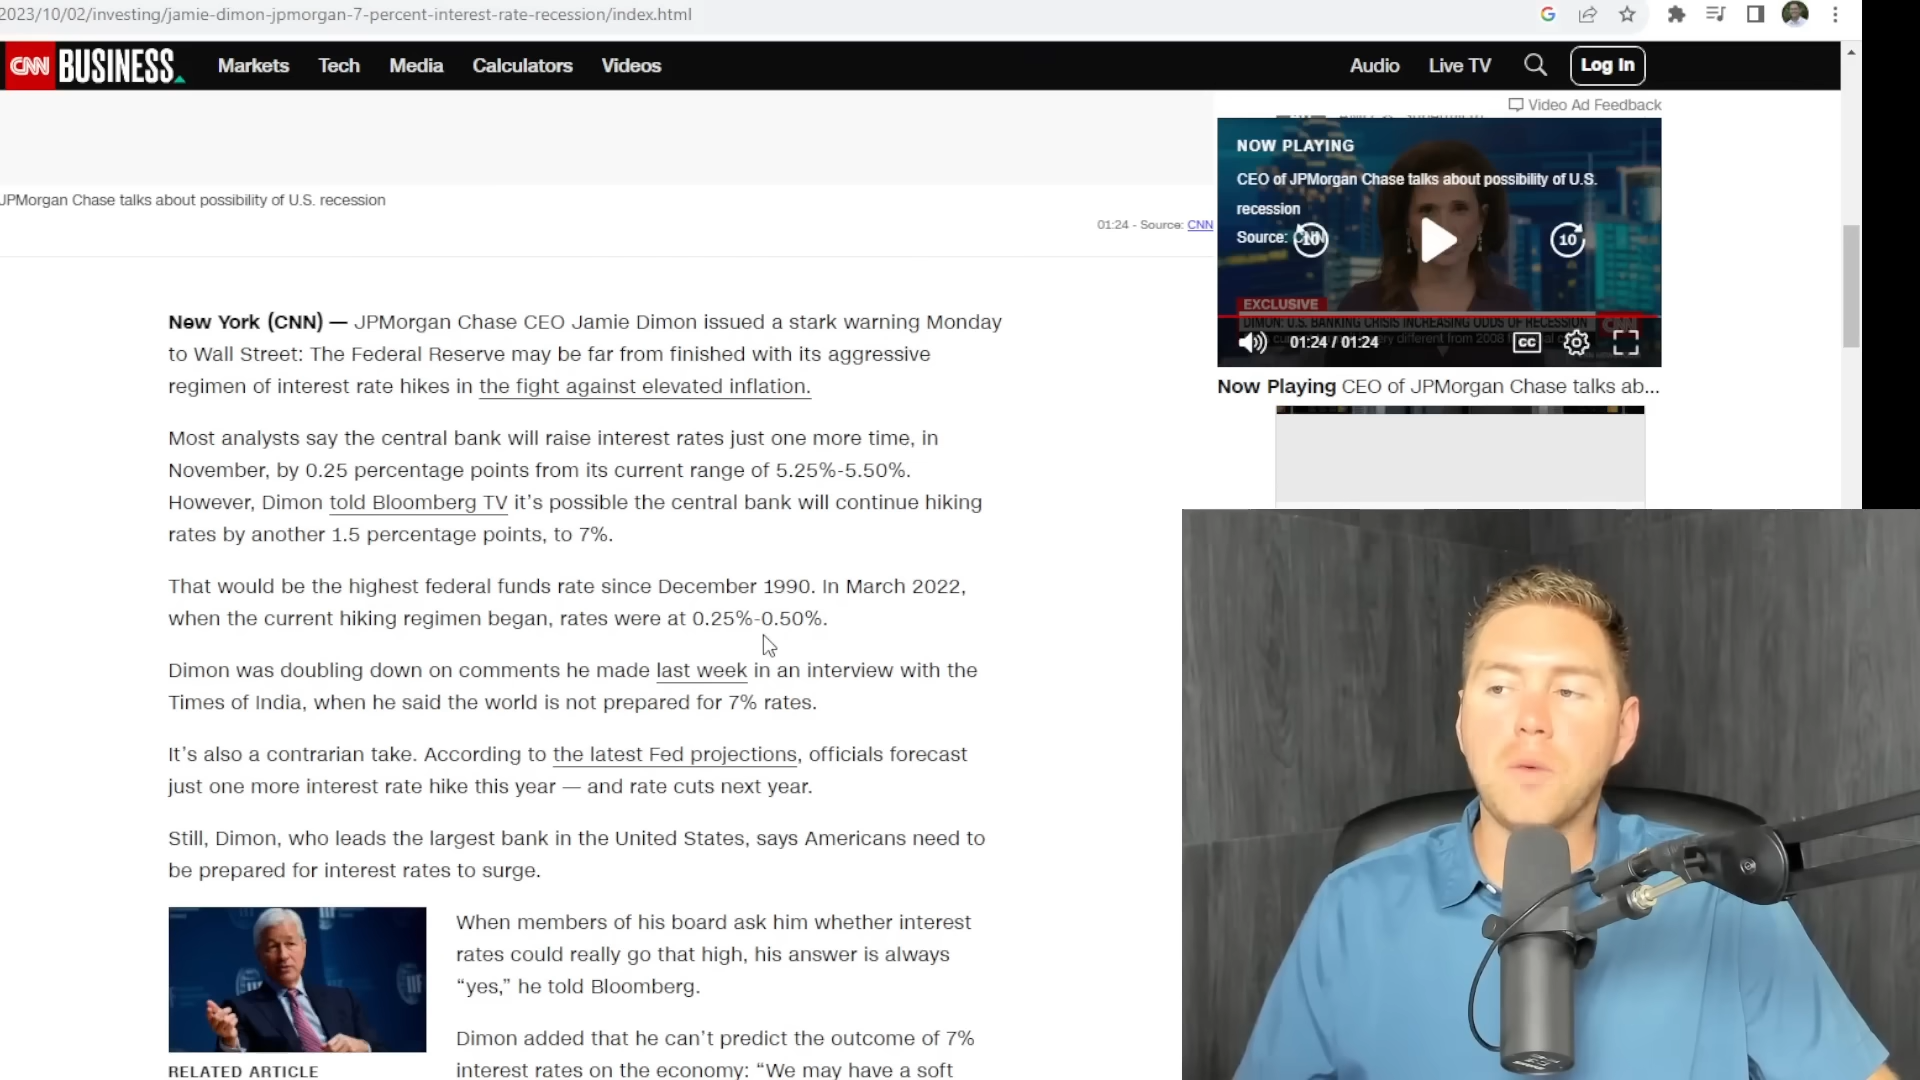 2023/10/02/investing/jamie-dimon-jpmorgan-7-percent-interest-rate-recession/index.html
CNN BUSINESS
Markets
Tech
Media
Calculators
Videos
Audio
Live TV
Log In
Video Ad Feedback
JPMorgan Chase talks about possibility of U.S. recession
01:24 - Source: CNN
NOW PLAYING
CEO of JPMorgan Chase talks about possibility of U.S.
recession
Source: CNN
10
10
EXCLUSIVE
DIMON: U.S. BANKING CRISIS INCREASING ODDS OF RECESSION
CNN
very different from 2008
01:24 / 01:24
CC
Now Playing CEO of JPMorgan Chase talks ab...
New York (CNN) — JPMorgan Chase CEO Jamie Dimon issued a stark warning Monday
to Wall Street: The Federal Reserve may be far from finished with its aggressive
regimen of interest rate hikes in the fight against elevated inflation.
Most analysts say the central bank will raise interest rates just one more time, in
November, by 0.25 percentage points from its current range of 5.25%-5.50%.
However, Dimon told Bloomberg TV it's possible the central bank will continue hiking
rates by another 1.5 percentage points, to 7%.
That would be the highest federal funds rate since December 1990. In March 2022,
when the current hiking regimen began, rates were at 0.25%-0.50%.
Dimon was doubling down on comments he made last week in an interview with the
Times of India, when he said the world is not prepared for 7% rates.
It's also a contrarian take. According to the latest Fed projections, officials forecast
just one more interest rate hike this year — and rate cuts next year.
Still, Dimon, who leads the largest bank in the United States, says Americans need to
be prepared for interest rates to surge.
When members of his board ask him whether interest
rates could really go that high, his answer is always
"yes," he told Bloomberg.
Dimon added that he can't predict the outcome of 7%
interest rates on the economy: "We may have a soft
RELATED ARTICLE